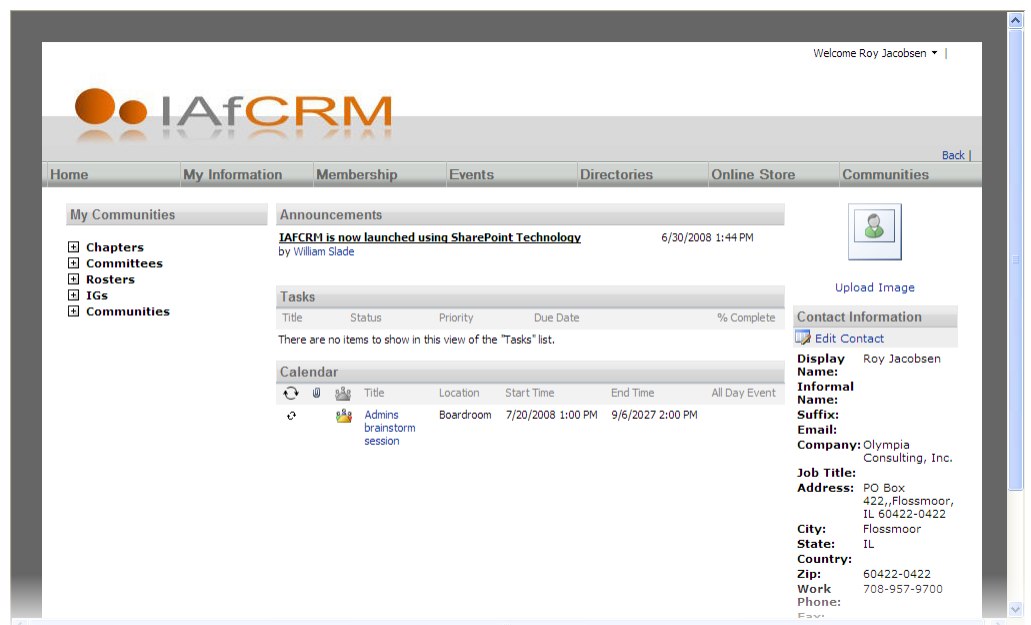 Welcome Roy Jacobsen
IAfCRM
Back |
Home My Information Membership Events Directories Online Store Communities
My Communities
Chapters
Committees
Rosters
IGs
Communities
Announcements
IAFCRM is now launched using SharePoint Technology 6/30/2008 1:44 PM
by William Slade
Tasks
Title Status Priority Due Date % Complete
There are no items to show in this view of the "Tasks" list.
Calendar
Title Location Start Time End Time All Day Event
Admins Boardroom 7/20/2008 1:00 PM 9/6/2027 2:00 PM
brainstorm
session
Upload Image
Contact Information
Edit Contact
Display Roy Jacobsen
Name:
Informal
Name:
Suffix:
Email:
Company: Olympia
Consulting, Inc.
Job Title:
Address: PO Box
422,,Flossmoor,
IL 60422-0422
City: Flossmoor
State: IL
Country:
Zip: 60422-0422
Work 708-957-9700
Phone:
Fax: